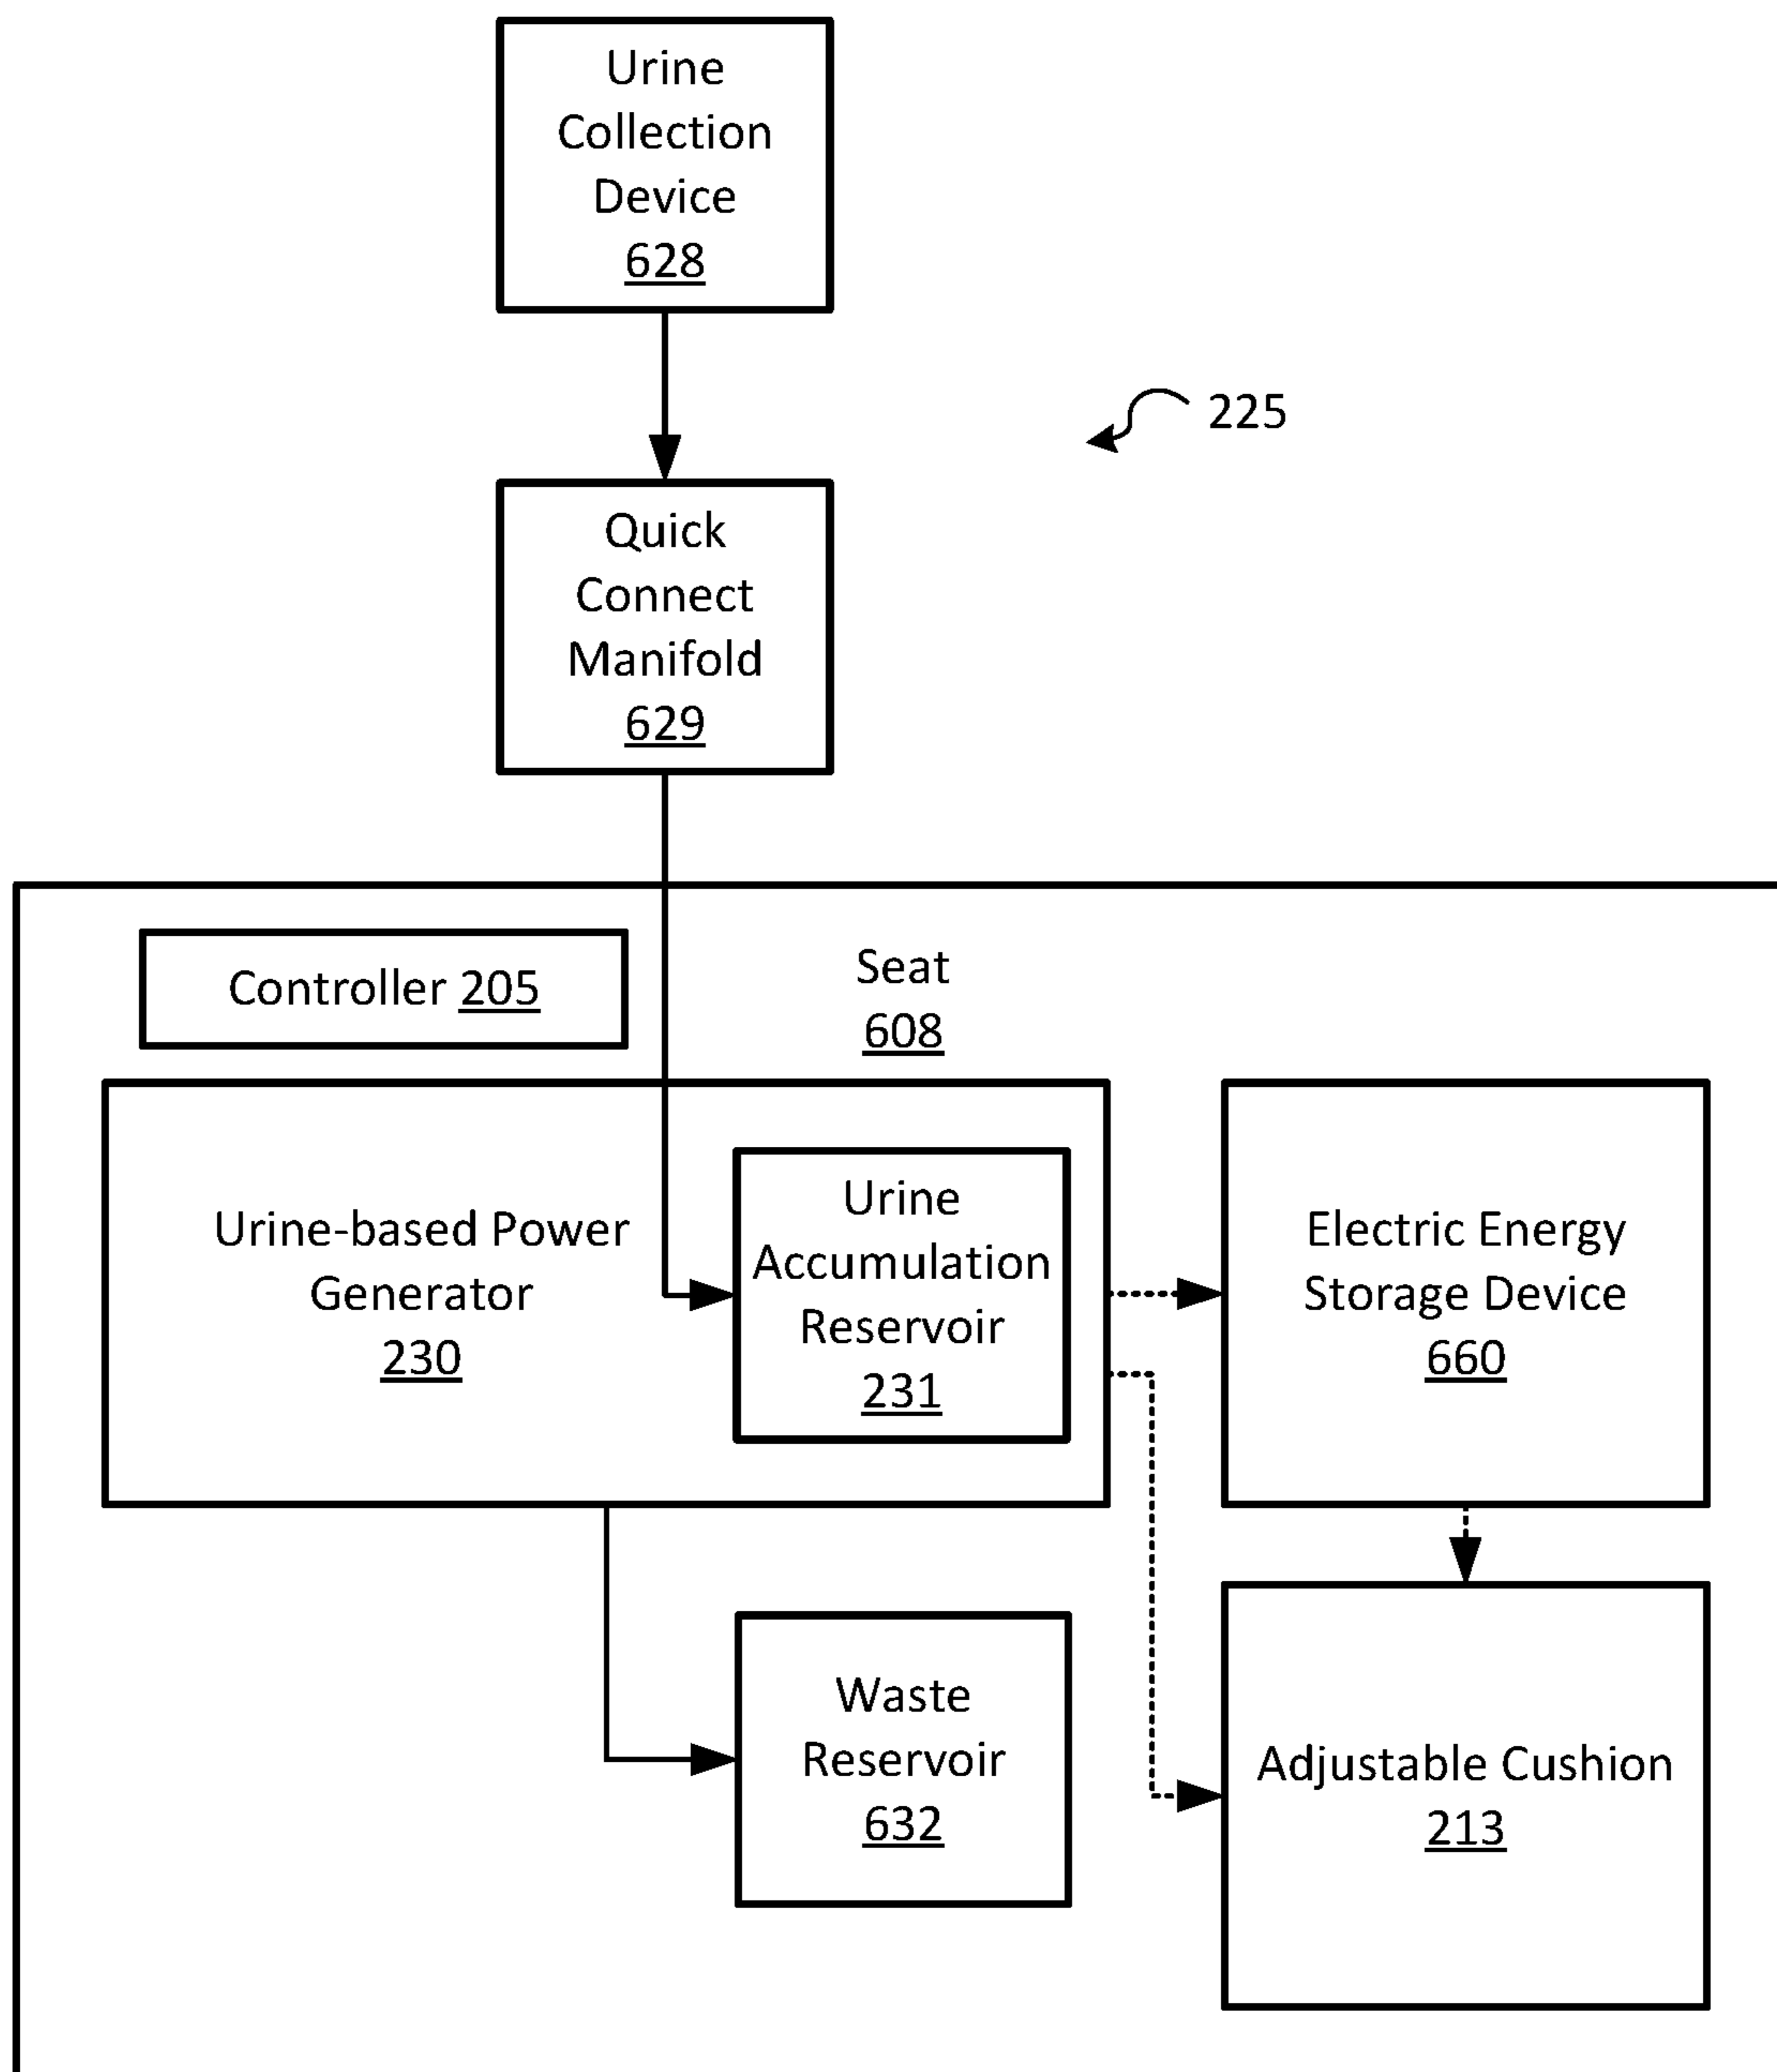 Urine
Collection
Device
628
225
Quick
Connect
Manifold
629
Controller 205
Seat
608
Urine-based Power
Generator
230
Urine
Accumulation
Reservoir
231
Electric Energy
Storage Device
660
Waste
Reservoir
632
Adjustable Cushion
213